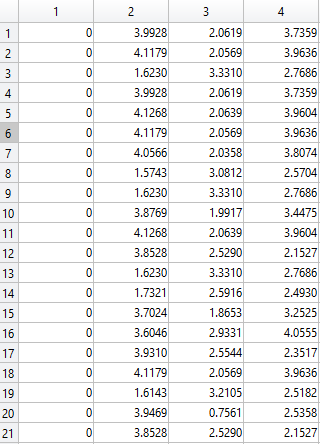 1 2 3 4
1 0 3.9928 2.0619 3.7359
2 0 4.1179 2.0569 3.9636
3 0 1.6230 3.3310 2.7686
4 0 3.9928 2.0619 3.7359
5 0 4.1268 2.0639 3.9604
6 0 4.1179 2.0569 3.9636
7 0 4.0566 2.0358 3.8074
8 0 1.5743 3.0812 2.5704
9 0 1.6230 3.3310 2.7686
10 0 3.8769 1.9917 3.4475
11 0 4.1268 2.0639 3.9604
12 0 3.8528 2.5290 2.1527
13 0 1.6230 3.3310 2.7686
14 0 1.7321 2.5916 2.4930
15 0 3.7024 1.8653 3.2525
16 0 3.6046 2.9331 4.0555
17 0 3.9310 2.5544 2.3517
18 0 4.1179 2.0569 3.9636
19 0 1.6143 3.2105 2.5182
20 0 3.9469 0.7561 2.5358
21 0 3.8528 2.5290 2.1527